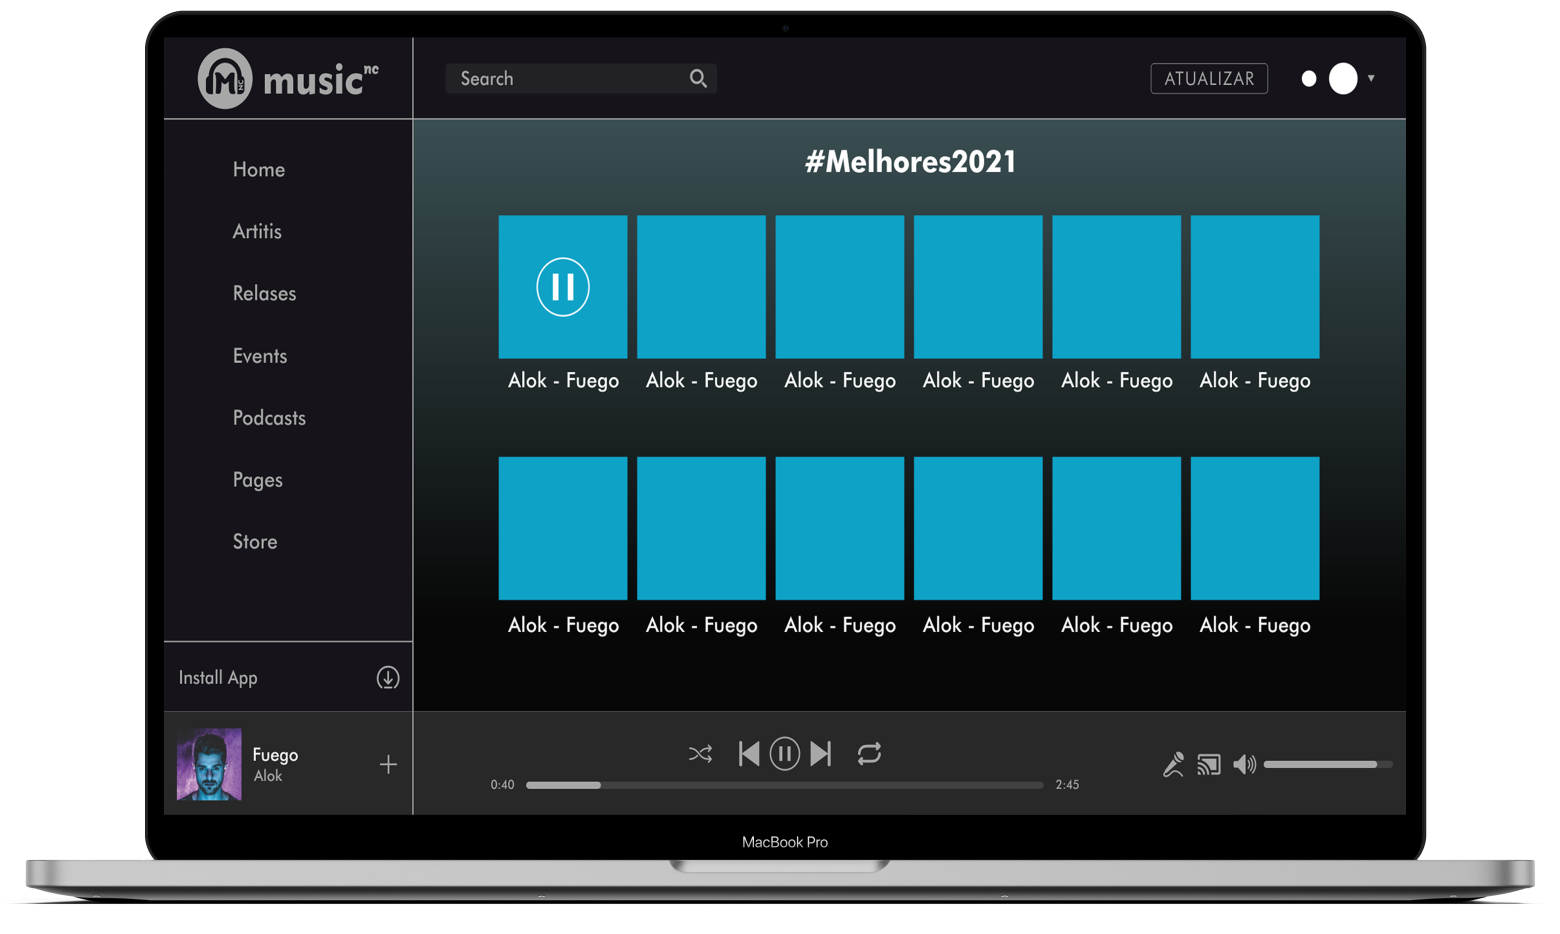 M NC
music nc
Search
ATUALIZAR
Home
Artitis
Relases
Events
Podcasts
Pages
Store
#Melhores2021
Alok - Fuego Alok - Fuego Alok - Fuego Alok - Fuego Alok - Fuego Alok - Fuego
Alok - Fuego Alok - Fuego Alok - Fuego Alok - Fuego Alok - Fuego Alok - Fuego
Install App
Fuego
Alok
0:40
2:45
MacBook Pro